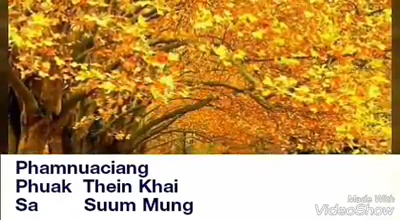 Phamnuaciang
Phuak Thein Khai
Sa Suum Mung
Made With
VideoShow